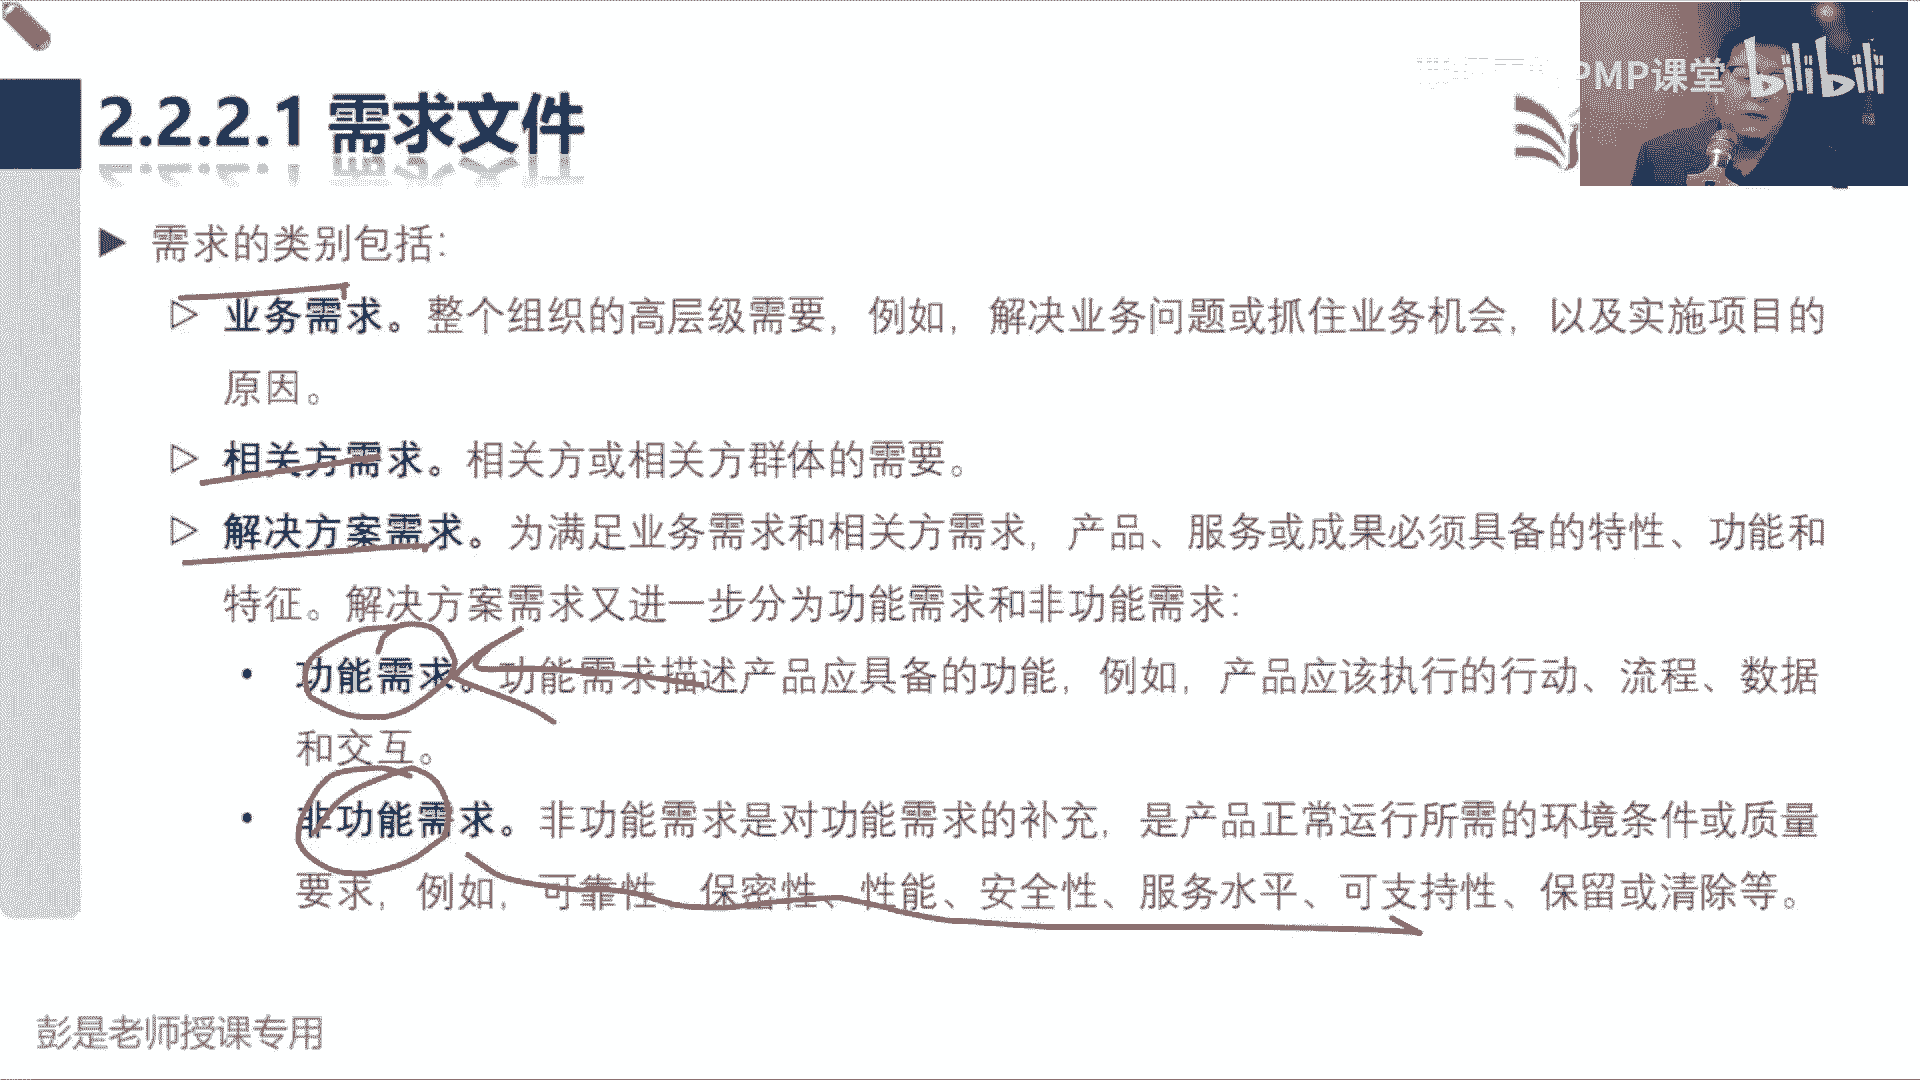 PMP课堂 bilibili
2.2.2.1 需求文件
需求的类别包括：
业务需求。整个组织的高层级需要，例如，解决业务问题或抓住业务机会，以及实施项目的
原因。
相关方需求。相关方或相关方群体的需要。
解决方案需求。为满足业务需求和相关方需求，产品、服务或成果必须具备的特性、功能和
特征。解决方案需求又进一步分为功能需求和非功能需求：
• 功能需求。功能需求描述产品应具备的功能，例如，产品应该执行的行动、流程、数据
和交互。
• 非功能需求。非功能需求是对功能需求的补充，是产品正常运行所需的环境条件或质量
要求，例如，可靠性、保密性、性能、安全性、服务水平、可支持性、保留或清除等。
彭是老师授课专用